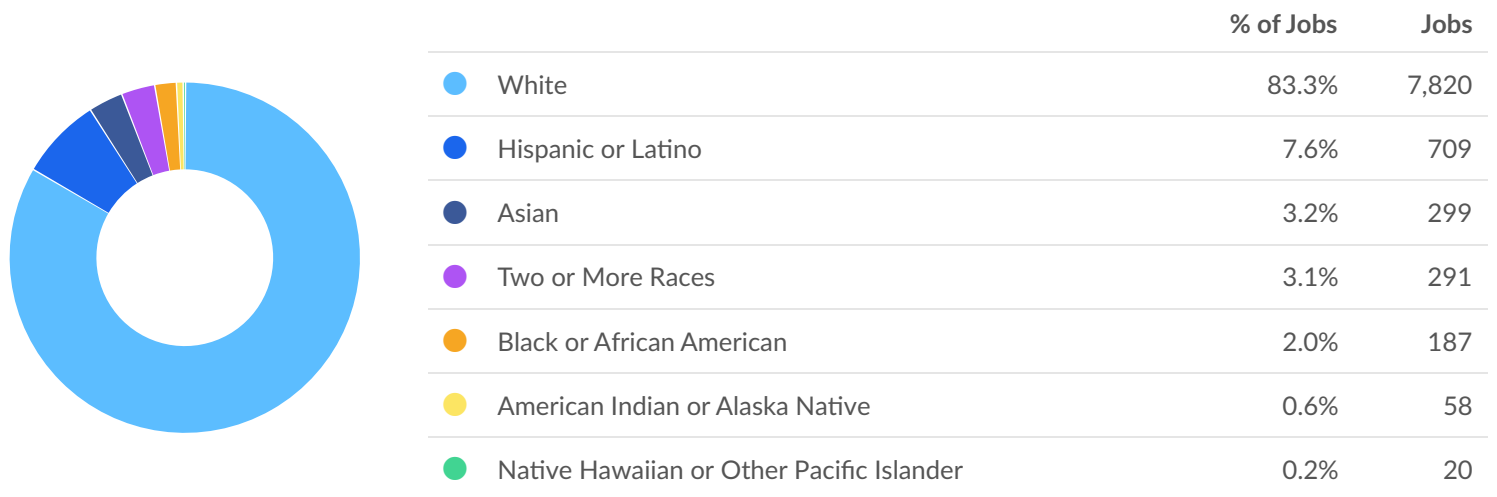 % of Jobs Jobs
White 83.3% 7,820
Hispanic or Latino 7.6% 709
Asian 3.2% 299
Two or More Races 3.1% 291
Black or African American 2.0% 187
American Indian or Alaska Native 0.6% 58
Native Hawaiian or Other Pacific Islander 0.2% 20